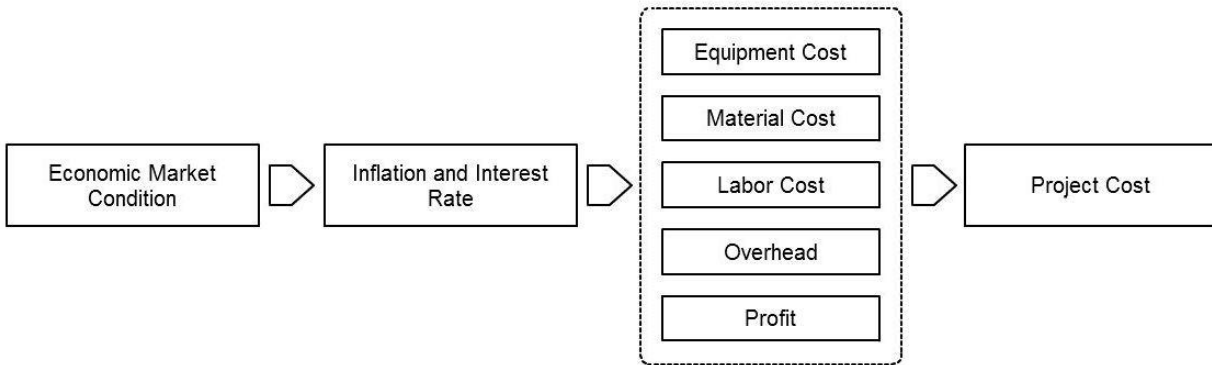 Economic Market
Condition
Inflation and Interest
Rate
Equipment Cost
Material Cost
Labor Cost
Overhead
Profit
Project Cost